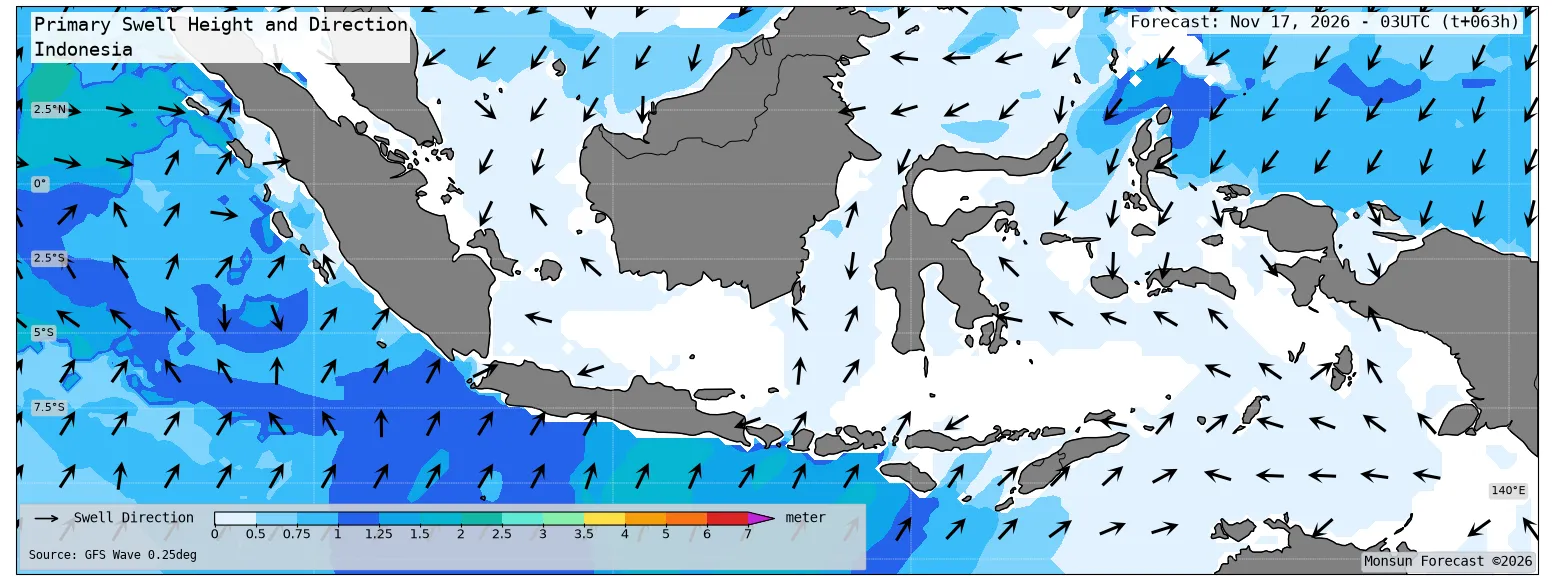 Primary Swell Height and Direction
Indonesia
Forecast: Nov 17, 2026 - 03UTC (t+063h)
2.5°N
0°
2.5°S
5°S
7.5°S
140°E
Swell Direction
meter
0 0.5 0.75 1 1.25 1.5 2 2.5 3 3.5 4 5 6 7
Source: GFS Wave 0.25deg
Monsun Forecast ©2026